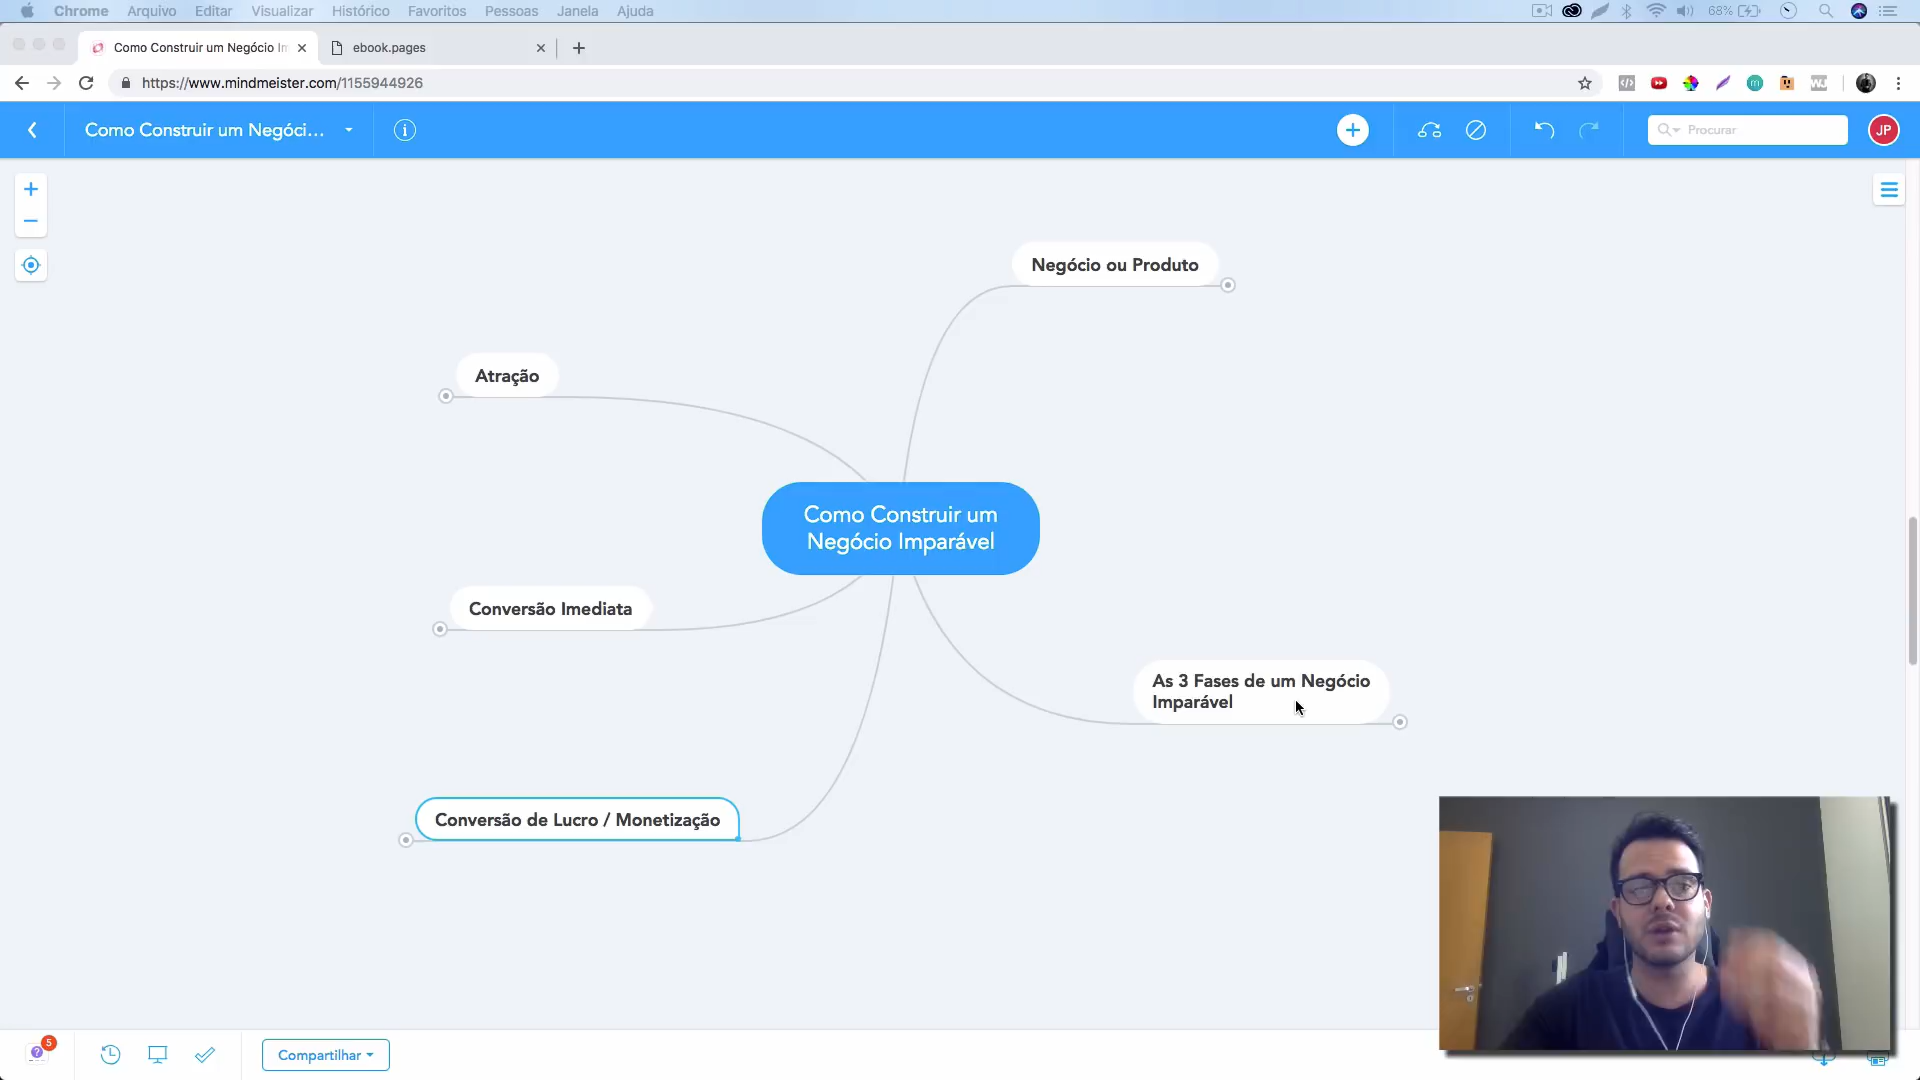 Chrome Arquivo Editar Visualizar Histórico Favoritos Pessoas Janela Ajuda
68%
Como Construir um Negócio Im
ebook.pages
https://www.mindmeister.com/1155944926
Como Construir um Negóci...
Procurar
JP
Negócio ou Produto
Atração
Como Construir um
Negócio Imparável
Conversão Imediata
As 3 Fases de um Negócio
Imparável
Conversão de Lucro / Monetização
5
Compartilhar